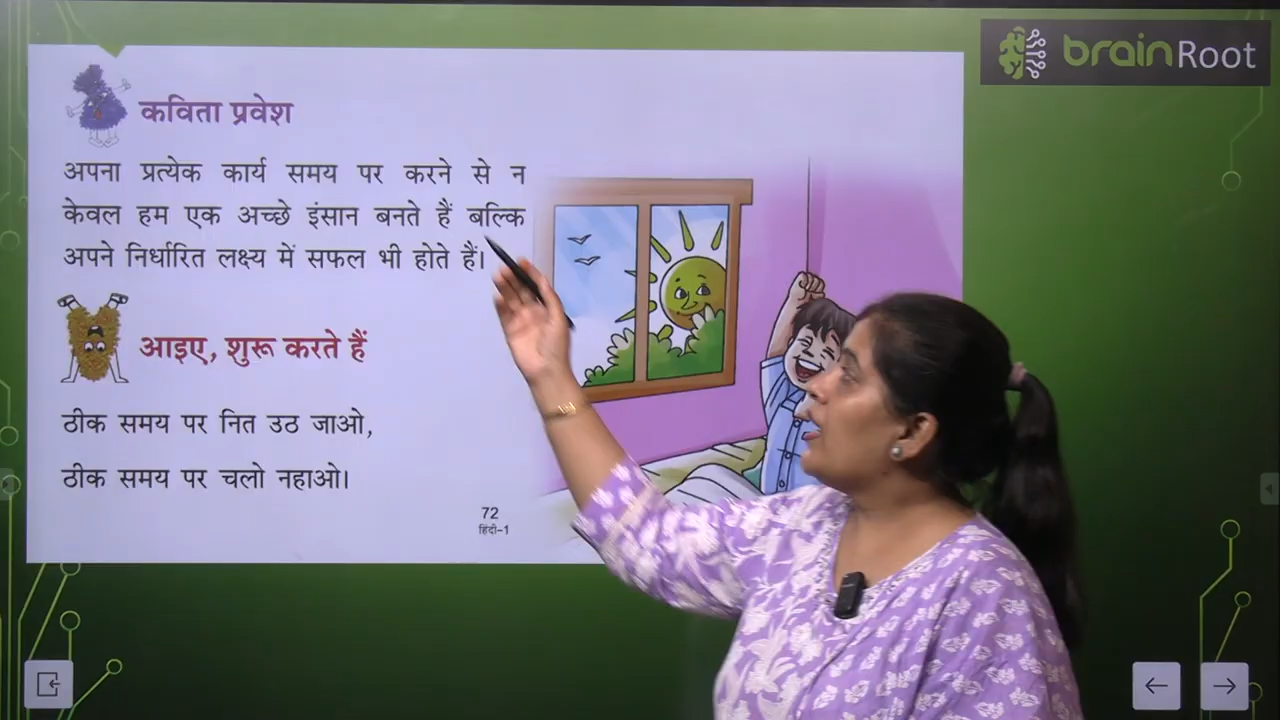 brainRoot
कविता प्रवेश
अपना प्रत्येक कार्य समय पर करने से न
केवल हम एक अच्छे इंसान बनते हैं बल्कि
अपने निर्धारित लक्ष्य में सफल भी होते हैं।
आइए, शुरू करते हैं
ठीक समय पर नित उठ जाओ,
ठीक समय पर चलो नहाओ।
72
हिंदी-1